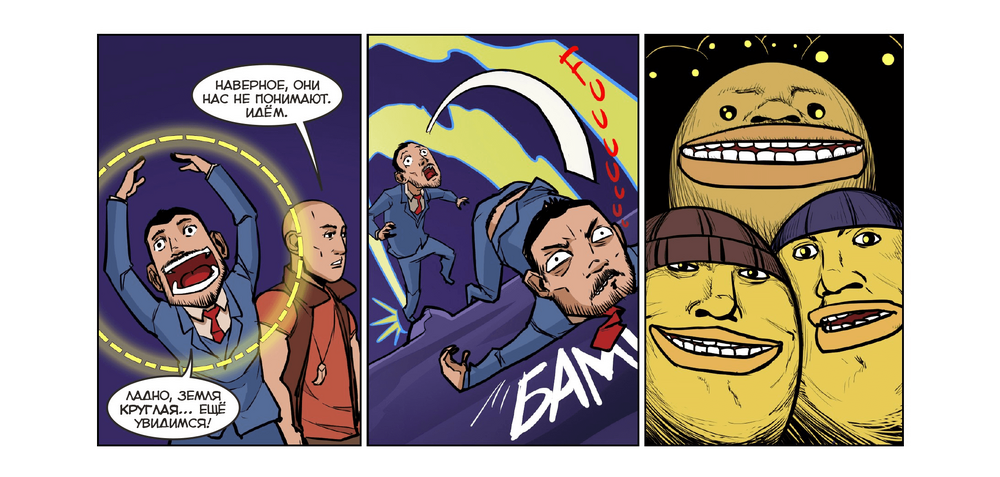 НАВЕРНОЕ, ОНИ
НАС НЕ ПОНИМАЮТ.
ИДЁМ.
ЛАДНО, ЗЕМЛЯ
КРУГЛАЯ... ЕЩЁ
УВИДИМСЯ!
БАМ!